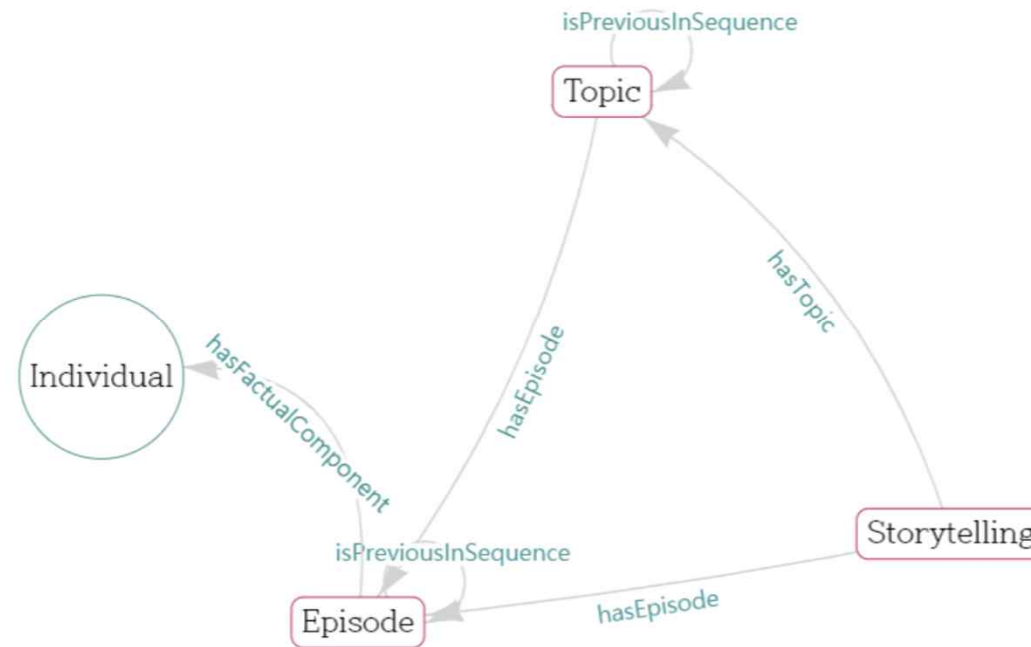 isPreviousInSequence
Topic
hasTopic
hasEpisode
hasFactualComponent
Individual
Storytelling
isPreviousInSequence
hasEpisode
Episode